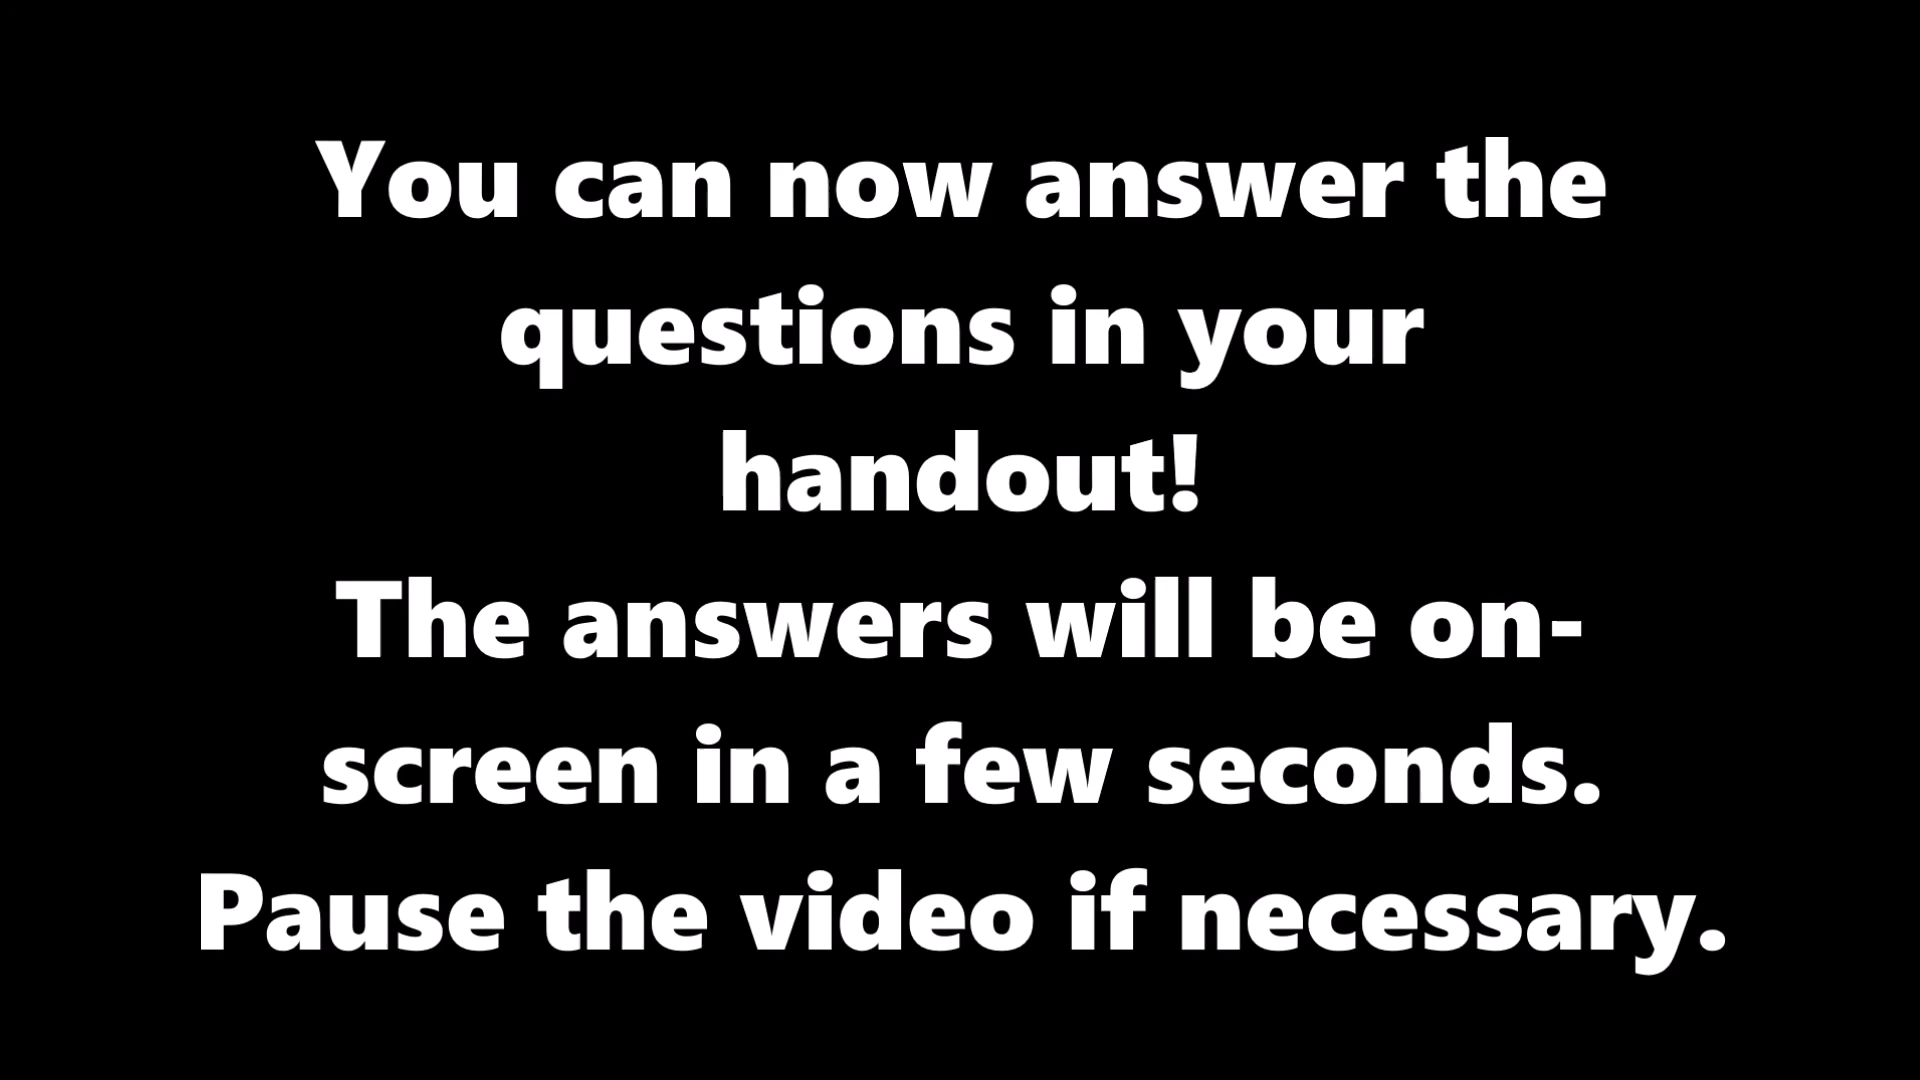 You can now answer the
questions in your
handout!
The answers will be on-
screen in a few seconds.
Pause the video if necessary.